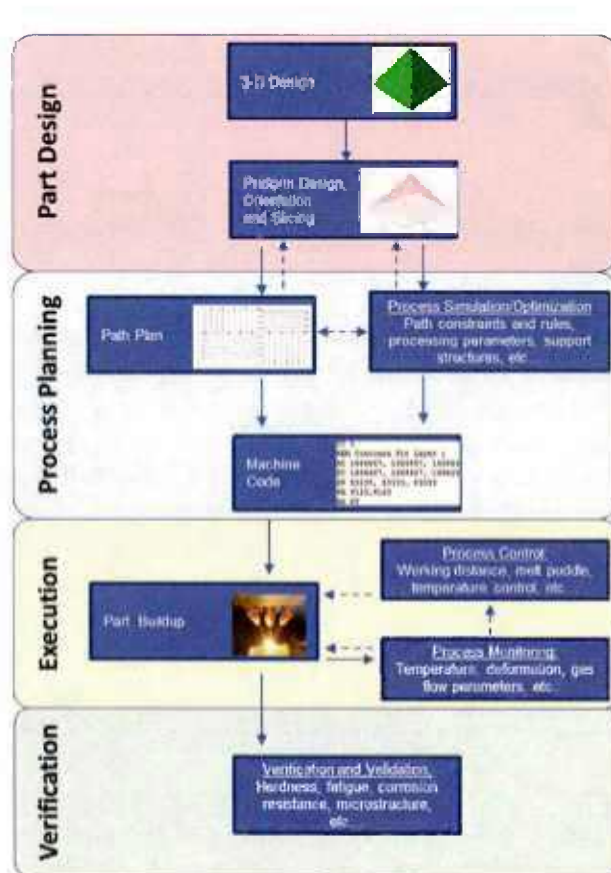 Part Design
3-D Design
Design,
Orientation
and Slicing
Process Planning
Path Plan
Process Simulation/Optimization
Path constraints and rules,
processing parameters, support
structures, etc
Machine
Code
Execution
Part Buildup
Process Control
Working distance, melt puddle,
temperature control, etc
Process Monitoring:
Temperature, deformation, gas
flow parameters, etc.
Verification
Verification and Validation,
Hardness, fatigue, corrosion
resistance, microstructure,
etc